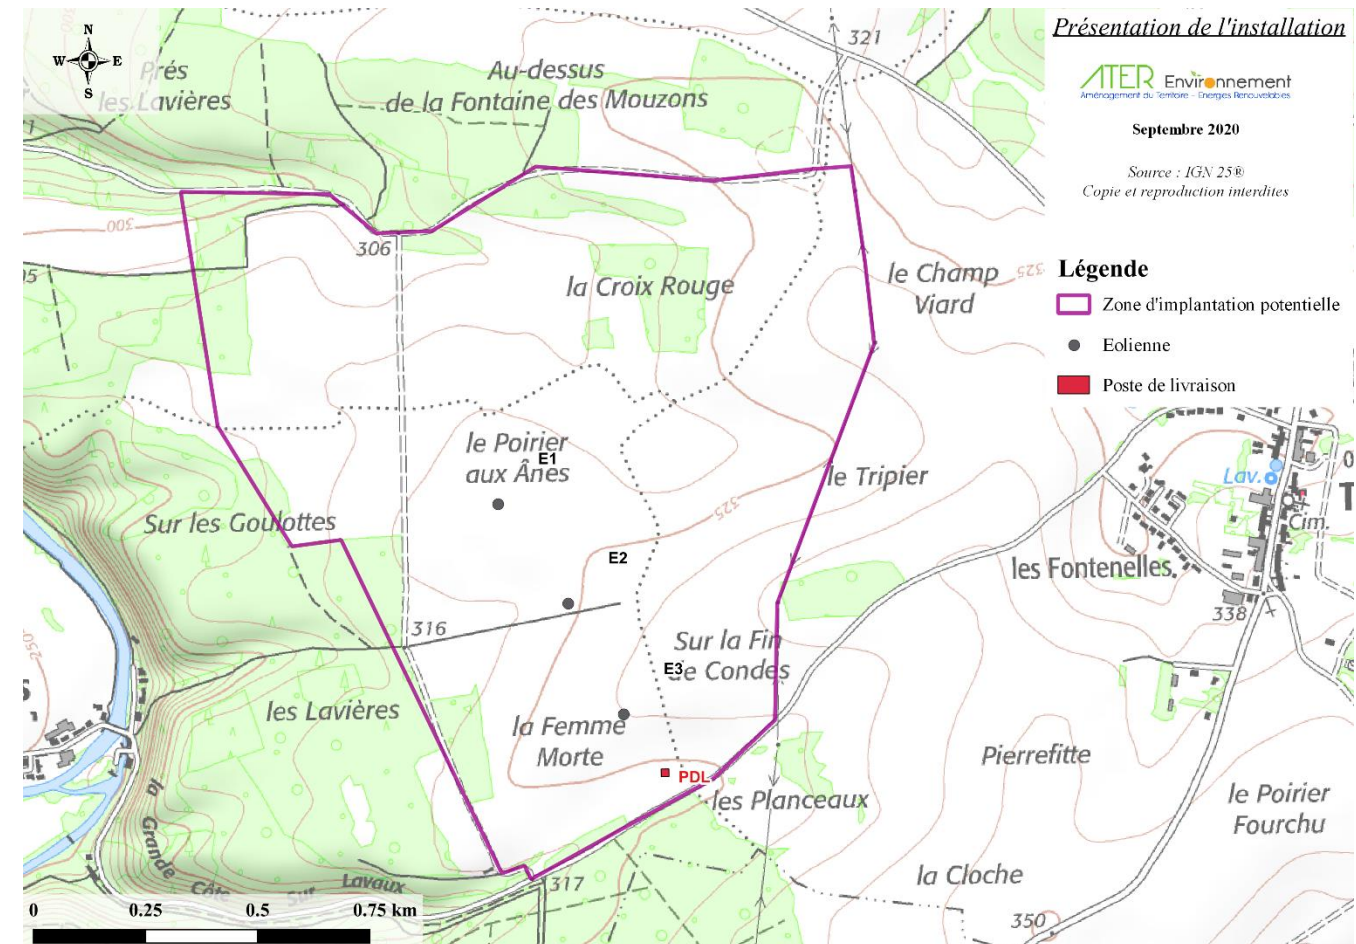 Présentation de l'installation
ATER Environnement
Aménagement du Territoire - Energies Renouvelables
Septembre 2020
Source : IGN 25®
Copie et reproduction interdites
Légende
Zone d'implantation potentielle
Eolienne
Poste de livraison
N
W E
S
Prés
les Lavières
Au-dessus
de la Fontaine des Mouzons
321
300
306
la Croix Rouge
le Champ
Viard
325
le Poirier
aux Ânes
E1
le Tripier
Lav.
Cim.
T
Sur les Goulottes
325
E2
les Fontenelles
338
316
250
Sur la Fin
de Condes
E3
les Lavières
la Femme
Morte
PDL
les Planceaux
Pierrefitte
le Poirier
Fourchu
la Grande
Côte Sur Lavaux
317
la Cloche
350
0 0.25 0.5 0.75 km